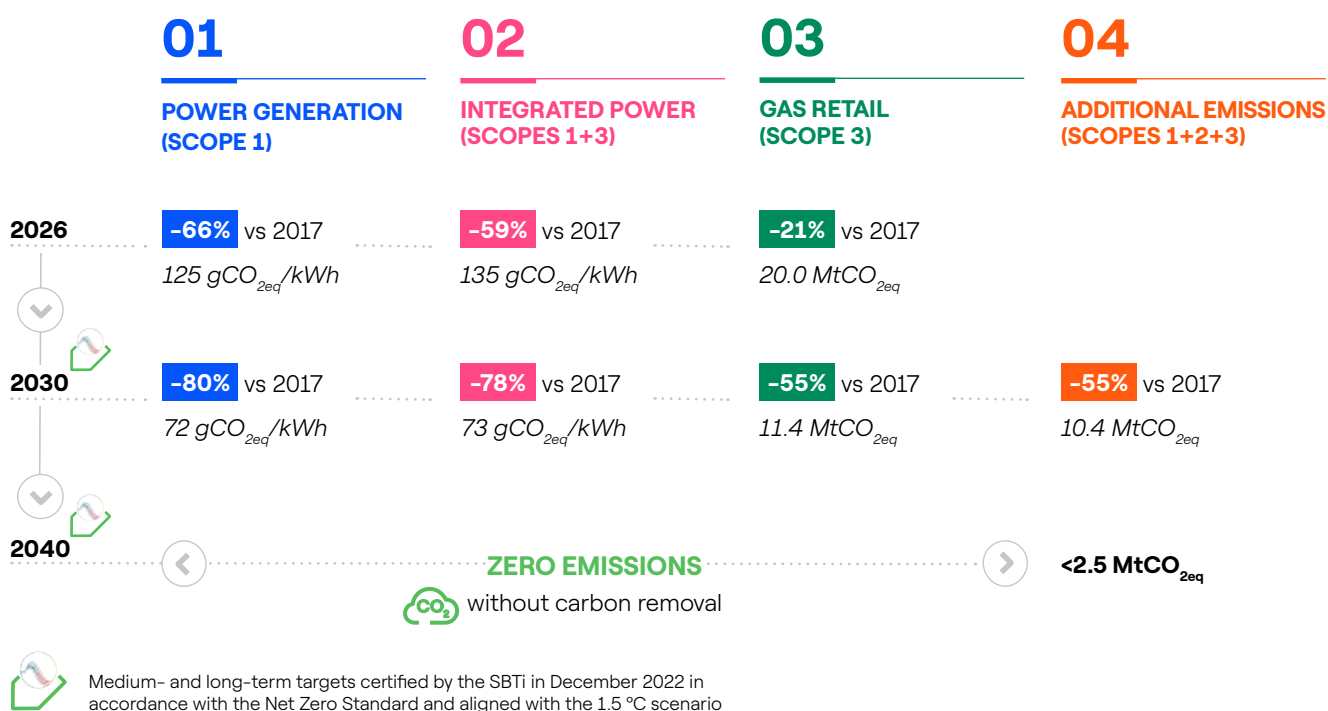 01
02
03
04
POWER GENERATION
(SCOPE 1)
INTEGRATED POWER
(SCOPES 1+3)
GAS RETAIL
(SCOPE 3)
ADDITIONAL EMISSIONS
(SCOPES 1+2+3)
2026
-66% vs 2017
125 gCO2eq/kWh
-59% vs 2017
135 gCO2eq/kWh
-21% vs 2017
20.0 MtCO2eq
2030
-80% vs 2017
72 gCO2eq/kWh
-78% vs 2017
73 gCO2eq/kWh
-55% vs 2017
11.4 MtCO2eq
-55% vs 2017
10.4 MtCO2eq
2040
ZERO EMISSIONS
CO2 without carbon removal
<2.5 MtCO2eq
Medium- and long-term targets certified by the SBTi in December 2022 in
accordance with the Net Zero Standard and aligned with the 1.5 ºC scenario